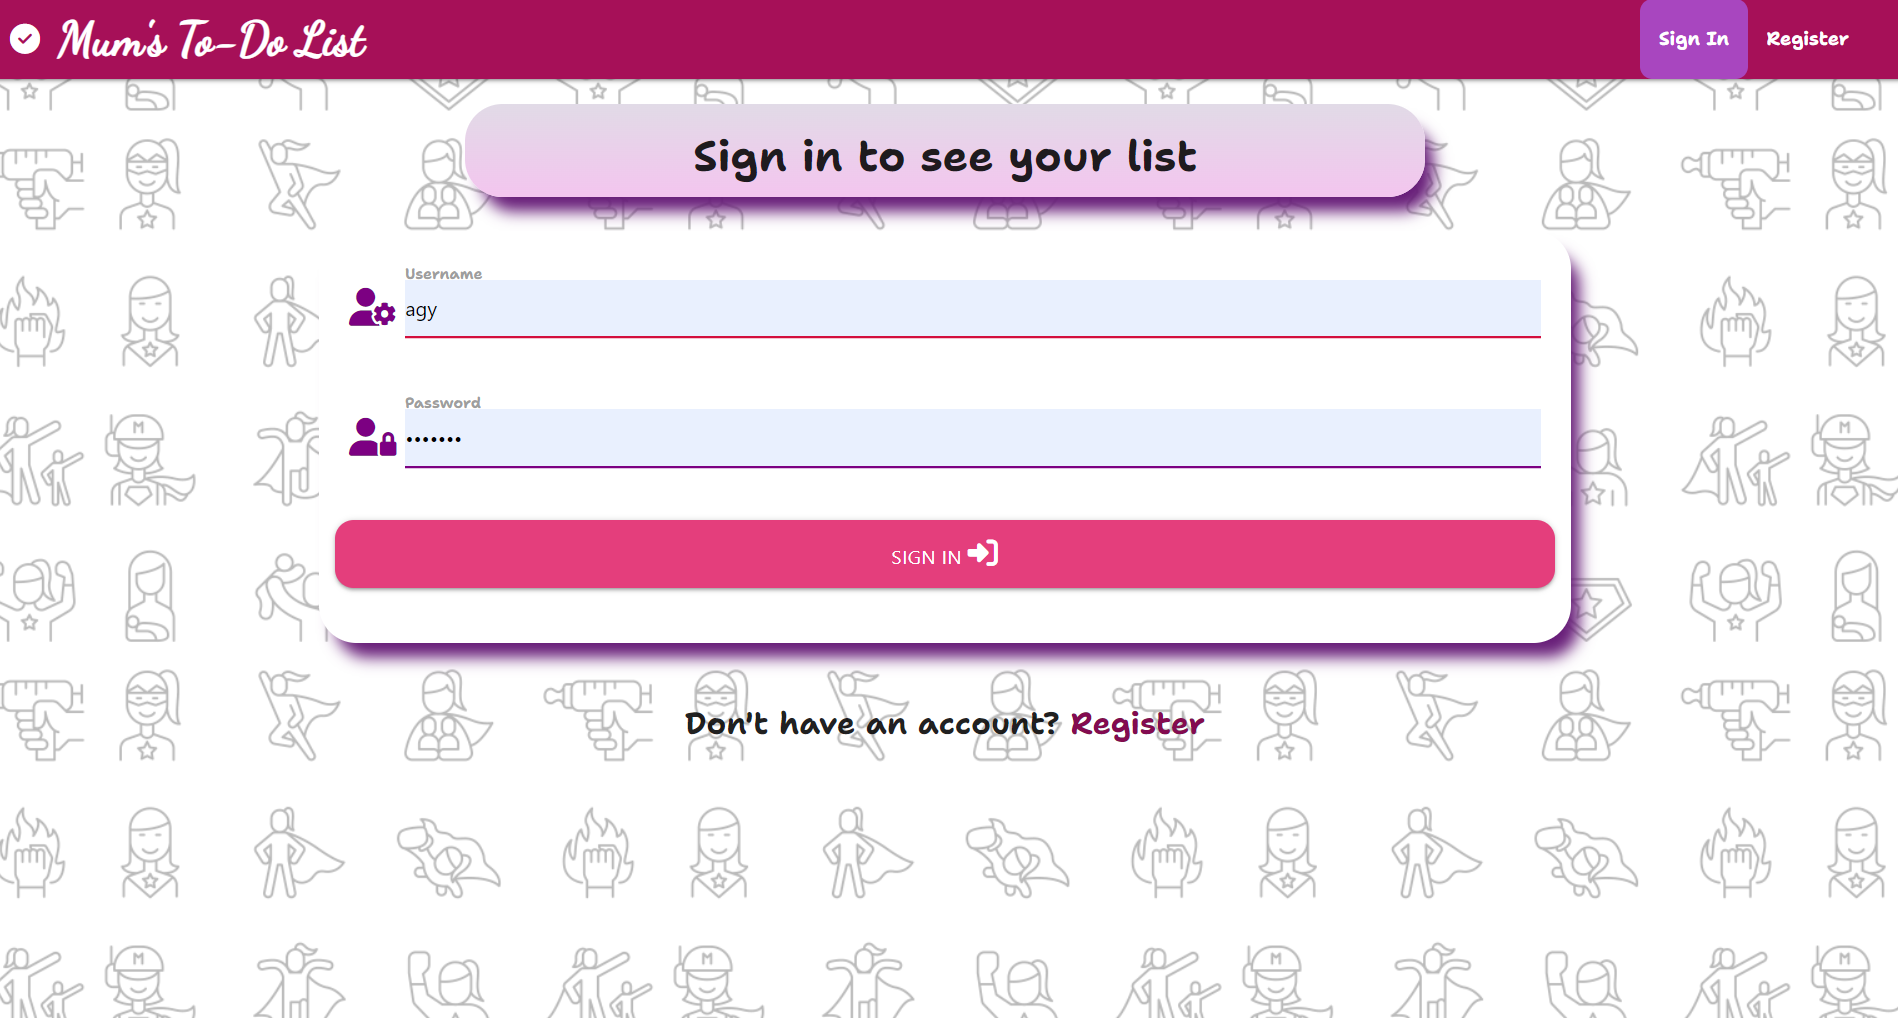 Mum's To-Do List
Sign In
Register
Sign in to see your list
Username
agy
Password
•••••••
SIGN IN
Don't have an account? Register
M
M
M
M
M
M